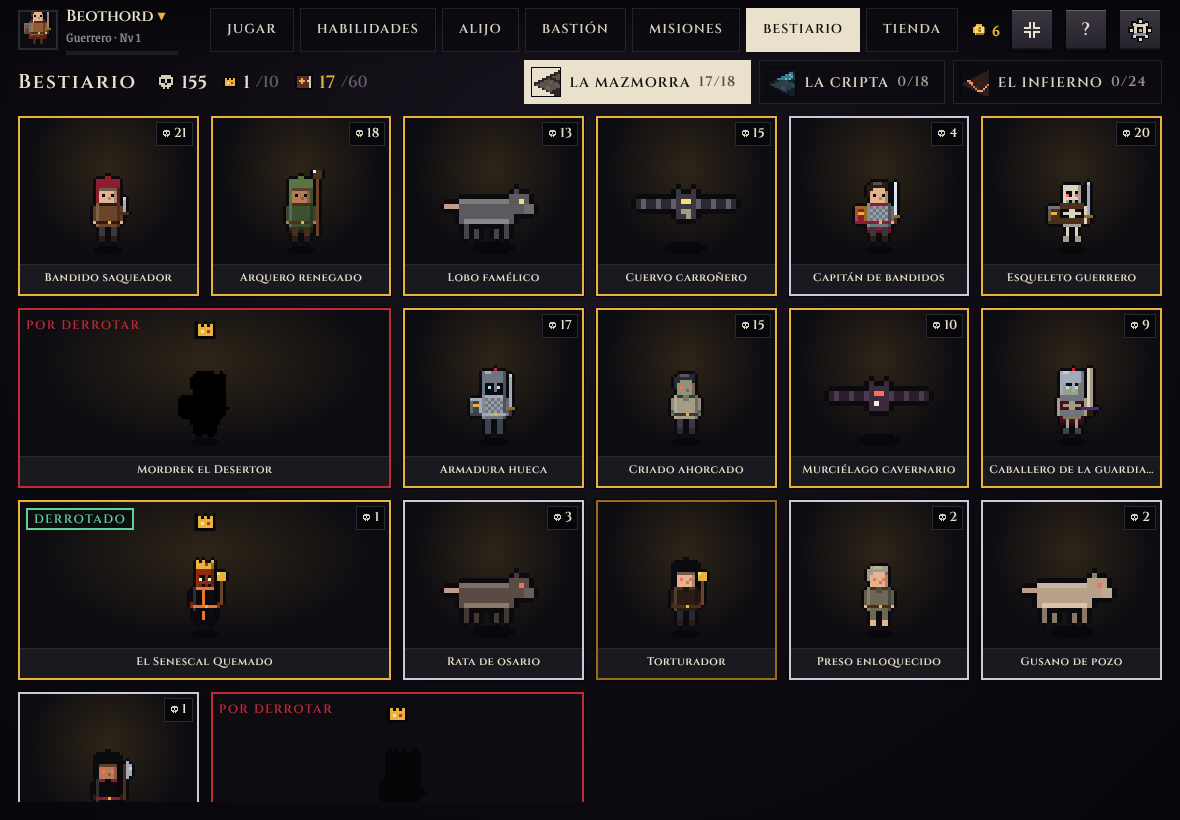 Beothord ▾
Guerrero · Nv 1
JUGAR
HABILIDADES
ALIJO
BASTIÓN
MISIONES
BESTIARIO
TIENDA
6
?
Bestiario
155
1 /10
17 /60
LA MAZMORRA 17/18
LA CRIPTA 0/18
EL INFIERNO 0/24
21
18
13
15
4
20
Bandido saqueador
Arquero renegado
Lobo famélico
Cuervo carroñero
Capitán de bandidos
Esqueleto guerrero
POR DERROTAR
17
15
10
9
Mordrek el Desertor
Armadura hueca
Criado ahorcado
Murciélago cavernario
Caballero de la guardia…
DERROTADO
1
3
2
2
El Senescal Quemado
Rata de osario
Torturador
Preso enloquecido
Gusano de pozo
1
POR DERROTAR